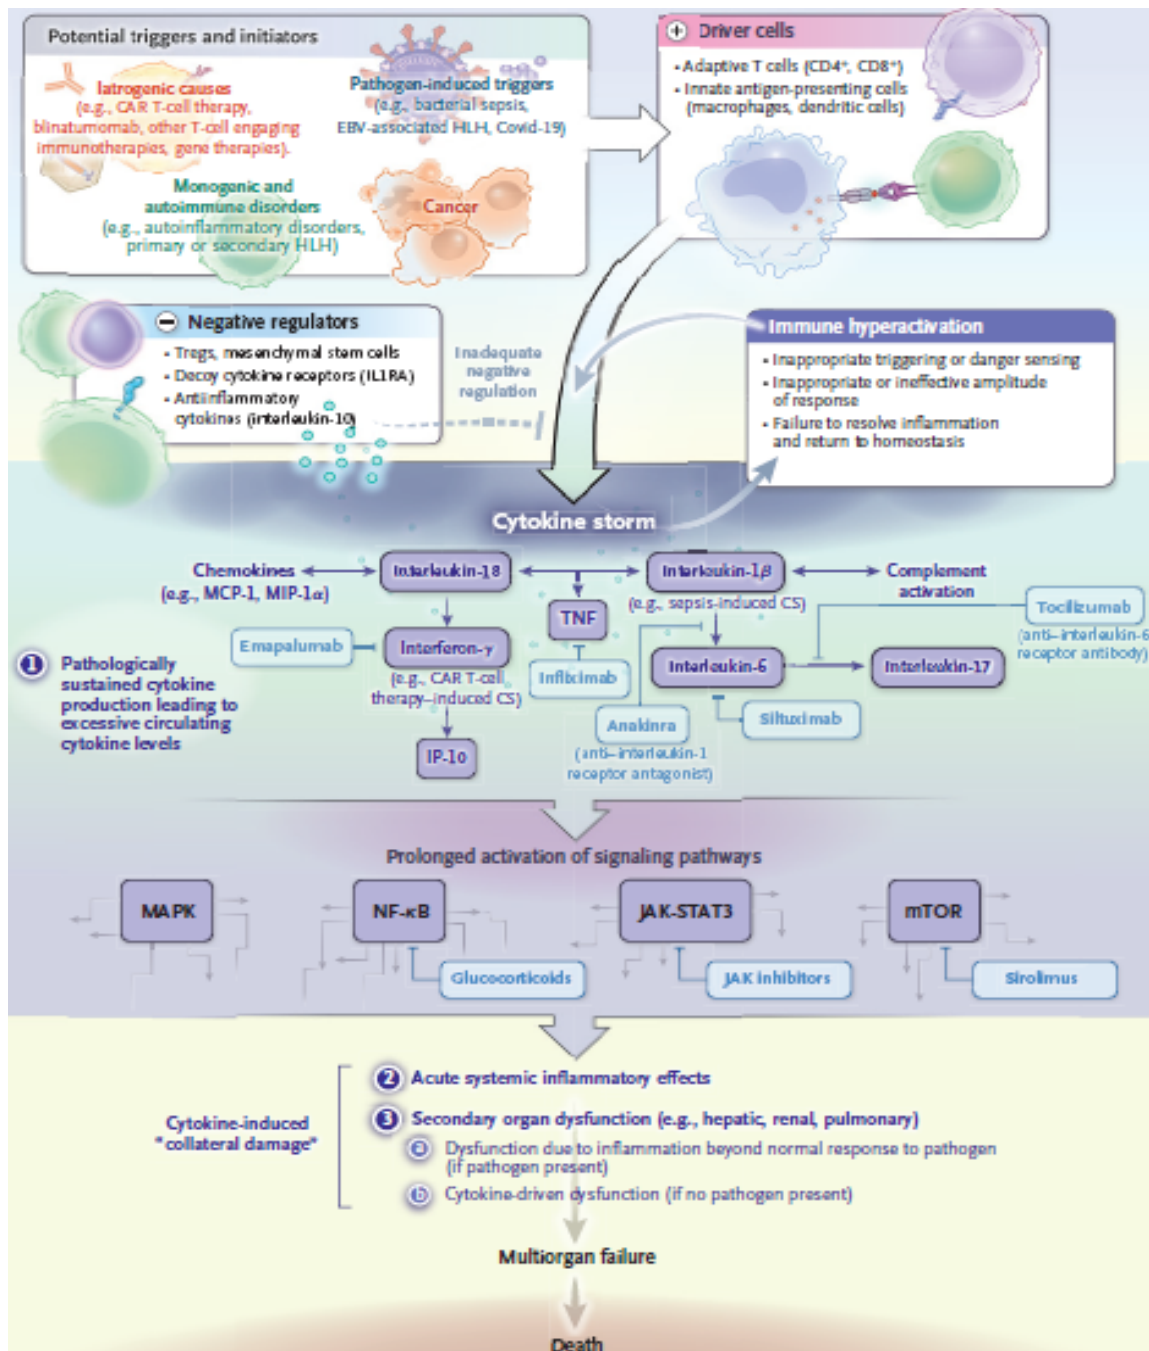 Potential triggers and initiators
Iatrogenic causes
(e.g., CAR T-cell therapy,
blinatumomab, other T-cell engaging
immunotherapies, gene therapies).
Pathogen-induced triggers
(e.g., bacterial sepsis,
EBV-associated HLH, Covid-19)
Monogenic and
autoimmune disorders
(e.g., autoinflammatory disorders,
primary or secondary HLH)
Cancer
+ Driver cells
• Adaptive T cells (CD4⁺, CD8⁺)
• Innate antigen-presenting cells
(macrophages, dendritic cells)
− Negative regulators
• Tregs, mesenchymal stem cells
• Decoy cytokine receptors (IL1RA)
• Antiinflammatory
cytokines (interleukin-10)
Inadequate
negative
regulation
Immune hyperactivation
• Inappropriate triggering or danger sensing
• Inappropriate or ineffective amplitude
of response
• Failure to resolve inflammation
and return to homeostasis
Cytokine storm
Chemokines
(e.g., MCP-1, MIP-1α)
Interleukin-18
TNF
Interleukin-1β
(e.g., sepsis-induced CS)
Complement
activation
Tocilizumab
(anti–interleukin-6
receptor antibody)
Emapalumab
Interferon-γ
(e.g., CAR T-cell
therapy–induced CS)
Infliximab
Interleukin-6
Interleukin-17
Anakinra
(anti–interleukin-1
receptor antagonist)
Siltuximab
IP-10
1 Pathologically
sustained cytokine
production leading to
excessive circulating
cytokine levels
Prolonged activation of signaling pathways
MAPK
NF-κB
JAK-STAT3
mTOR
Glucocorticoids
JAK inhibitors
Sirolimus
Cytokine-induced
"collateral damage"
2 Acute systemic inflammatory effects
3 Secondary organ dysfunction (e.g., hepatic, renal, pulmonary)
a Dysfunction due to inflammation beyond normal response to pathogen
(if pathogen present)
b Cytokine-driven dysfunction (if no pathogen present)
Multiorgan failure
Death